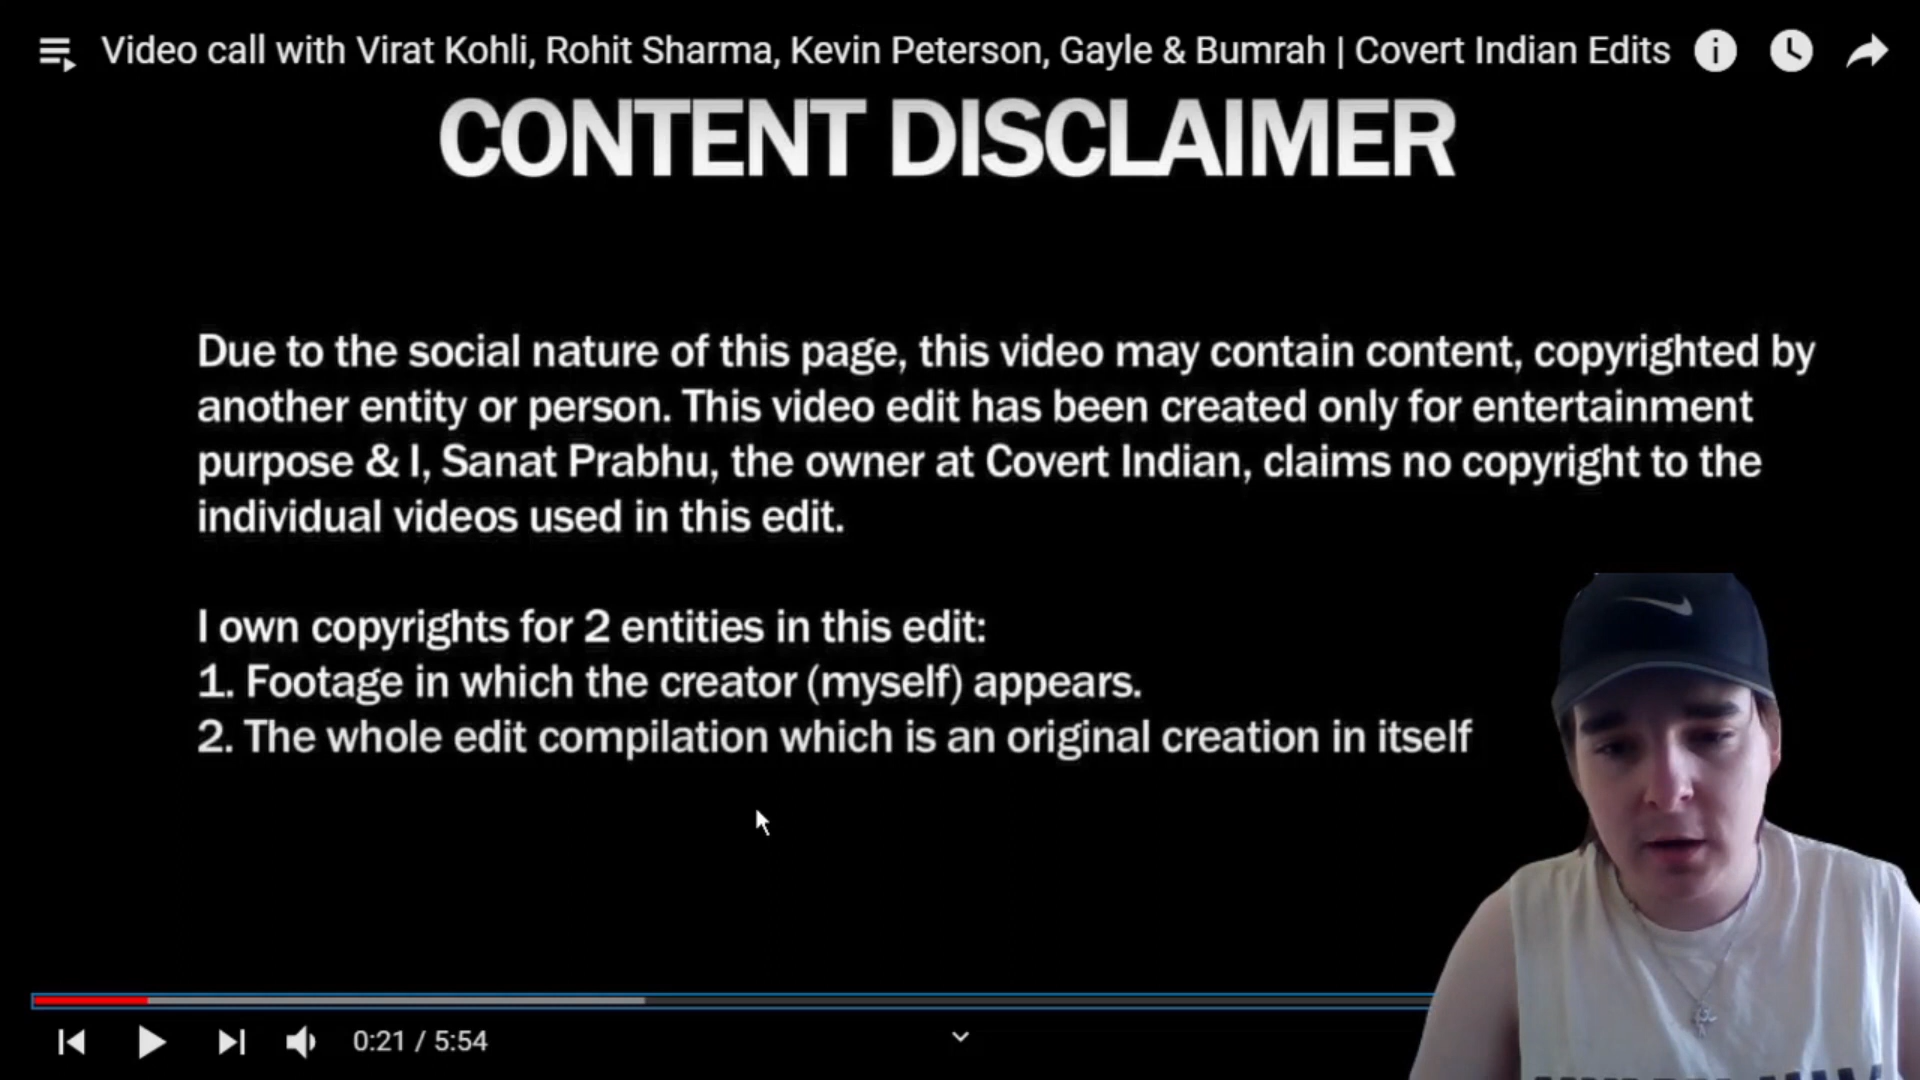 Video call with Virat Kohli, Rohit Sharma, Kevin Peterson, Gayle & Bumrah | Covert Indian Edits
CONTENT DISCLAIMER
Due to the social nature of this page, this video may contain content, copyrighted by
another entity or person. This video edit has been created only for entertainment
purpose & I, Sanat Prabhu, the owner at Covert Indian, claims no copyright to the
individual videos used in this edit.
I own copyrights for 2 entities in this edit:
1. Footage in which the creator (myself) appears.
2. The whole edit compilation which is an original creation in itself
0:21 / 5:54